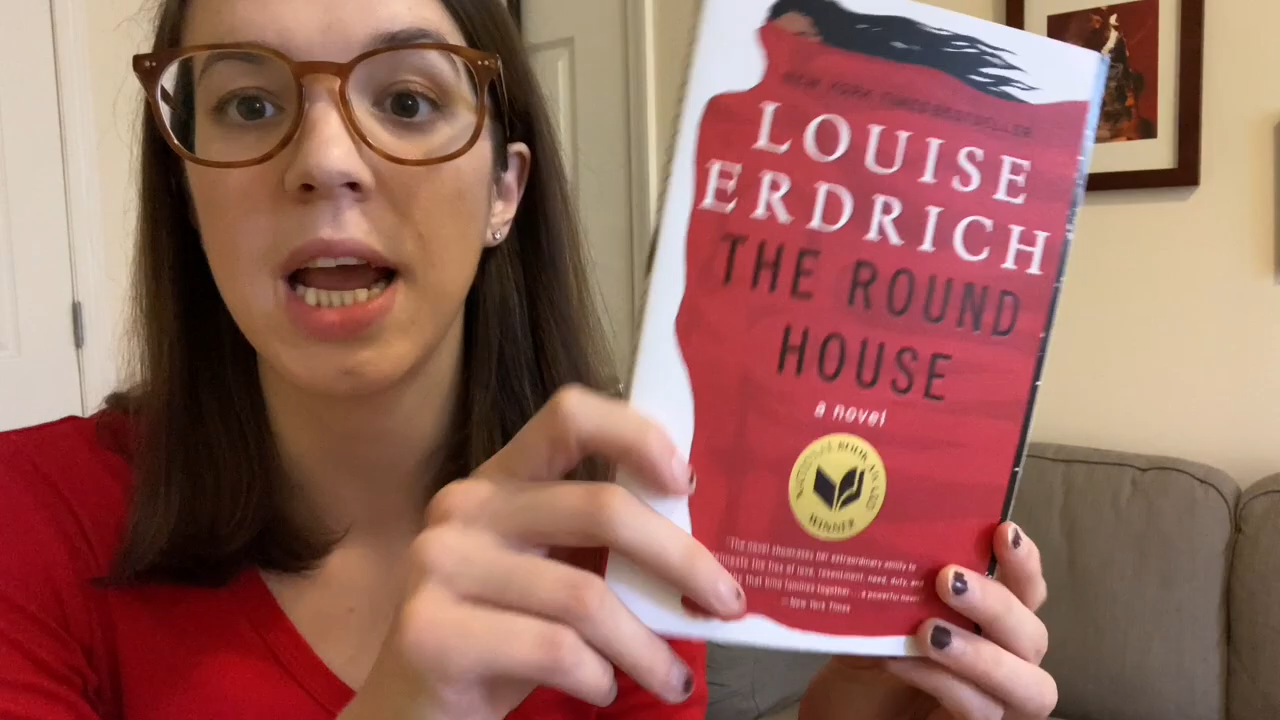 NEW YORK TIMES BESTSELLER
LOUISE
ERDRICH
THE ROUND
HOUSE
a novel
NATIONAL BOOK AWARD
WINNER
"The novel showcases her extraordinary ability to
delineate the ties of love, resentment, need, duty, and
that bind families together. . . a powerful novel
—New York Times